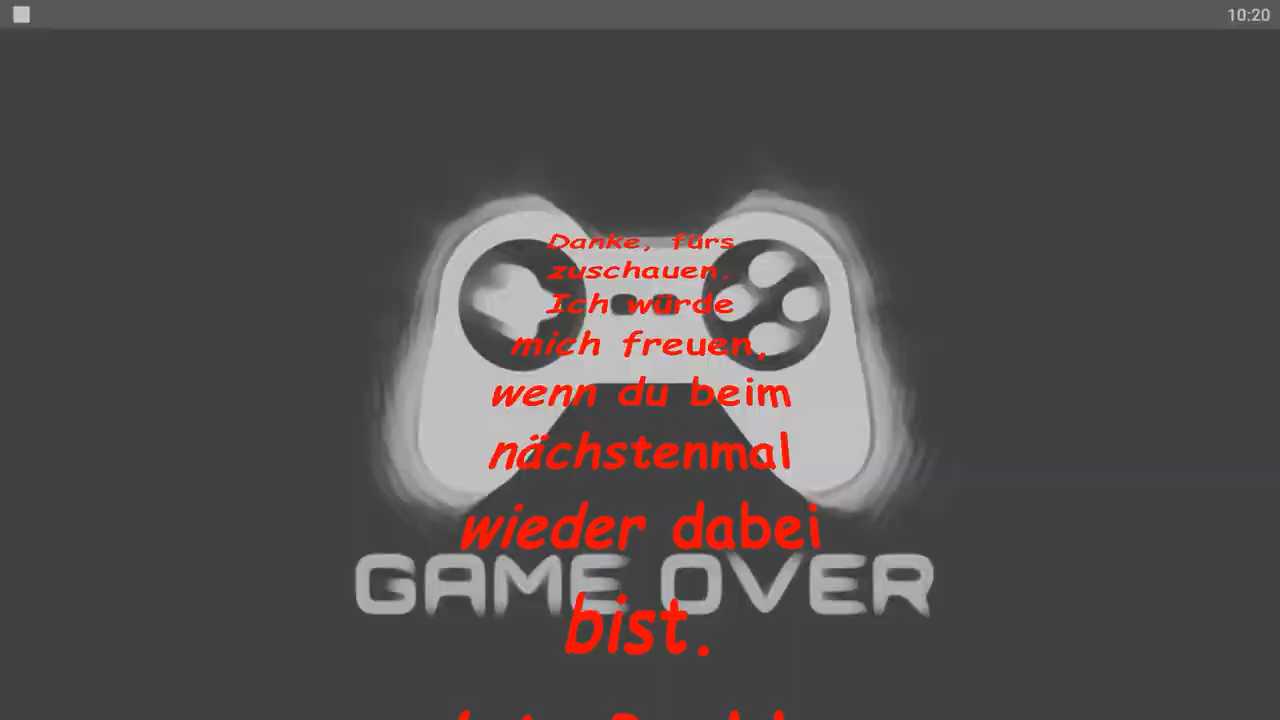 10:20
Danke, fürs
zuschauen.
Ich würde
mich freuen,
wenn du beim
nächstenmal
wieder dabei
GAME OVER
bist.